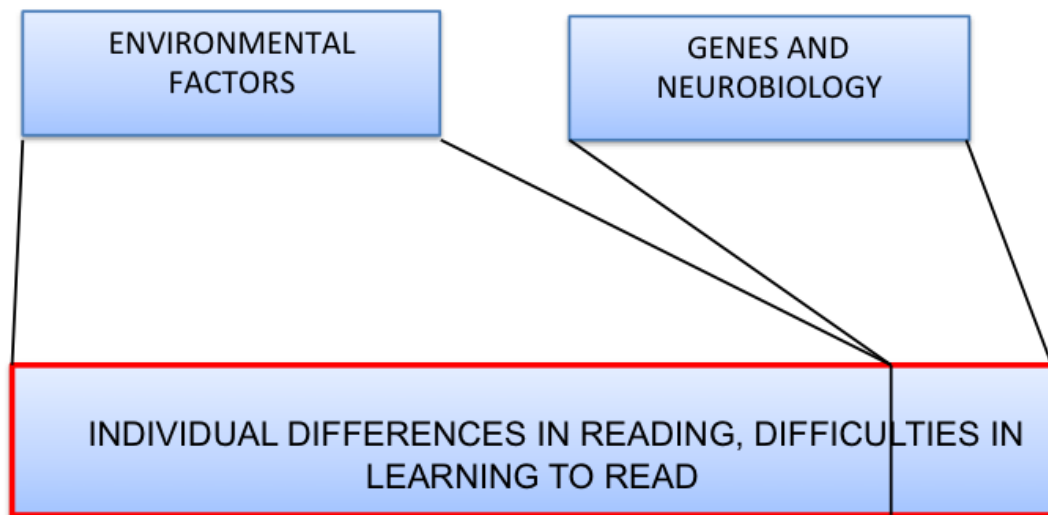 ENVIRONMENTAL
FACTORS
GENES AND
NEUROBIOLOGY
INDIVIDUAL DIFFERENCES IN READING, DIFFICULTIES IN
LEARNING TO READ